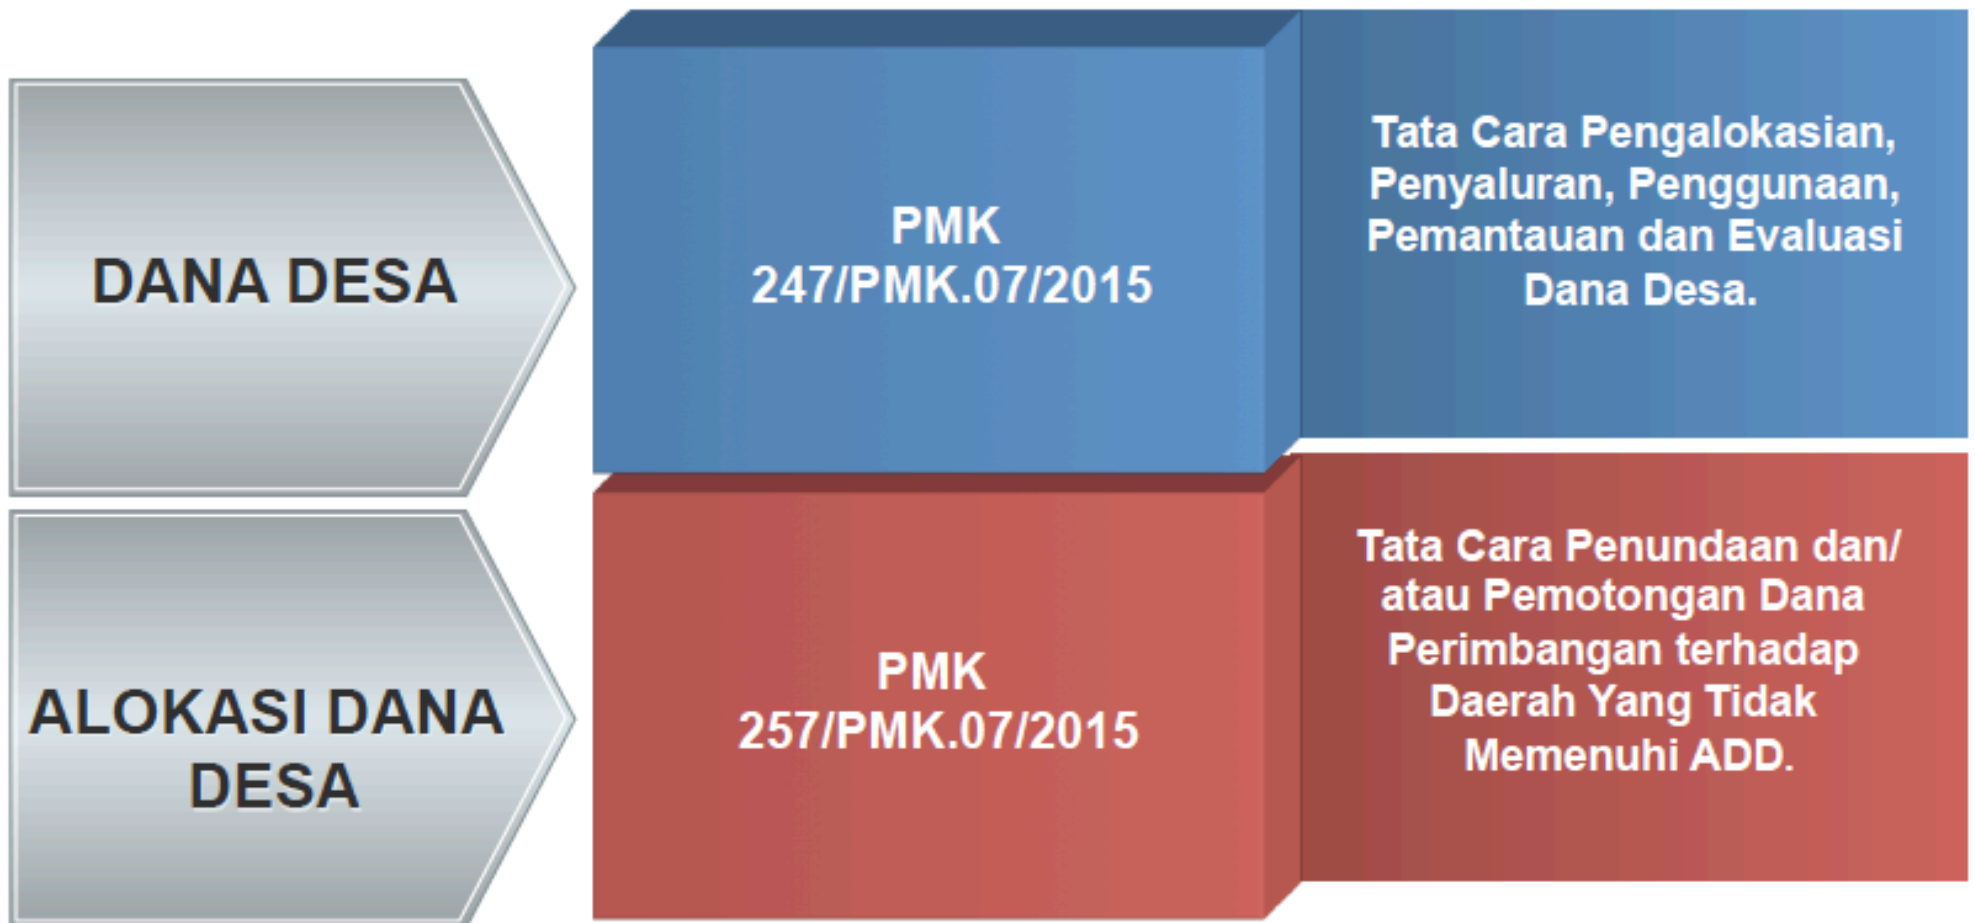 DANA DESA
PMK
247/PMK.07/2015
Tata Cara Pengalokasian,
Penyaluran, Penggunaan,
Pemantauan dan Evaluasi
Dana Desa.
ALOKASI DANA
DESA
PMK
257/PMK.07/2015
Tata Cara Penundaan dan/
atau Pemotongan Dana
Perimbangan terhadap
Daerah Yang Tidak
Memenuhi ADD.